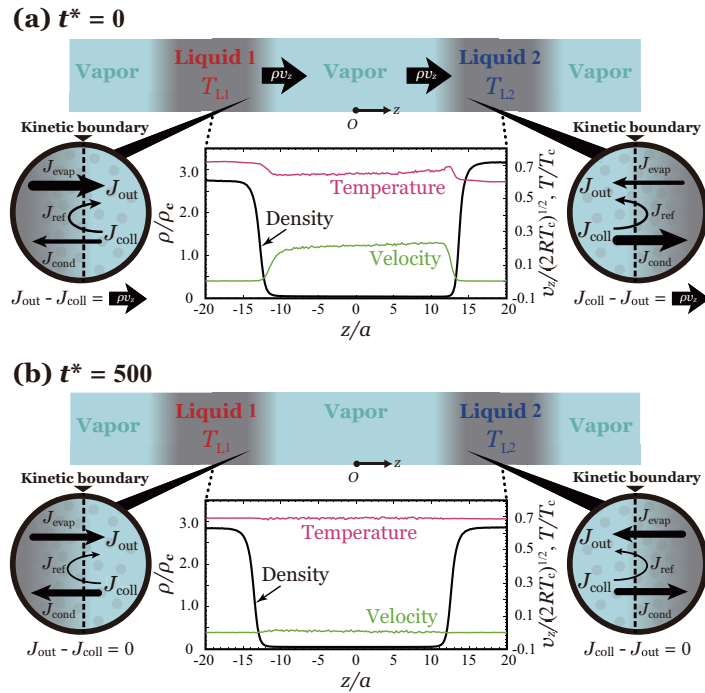 (a) t* = 0
Vapor Liquid 1 T_L1 ρv_z Vapor ρv_z Liquid 2 T_L2 Vapor
O z
Kinetic boundary
J_evap
J_out
J_ref
J_coll
J_cond
J_out - J_coll = ρv_z
ρ/ρ_c
3.0
2.0
1.0
0
Temperature
Density
Velocity
0.7
0.5
0.3
0.1
-0.1
v_z/(2RT_c)^1/2, T/T_c
-20 -15 -10 -5 0 5 10 15 20
z/a
Kinetic boundary
J_evap
J_out
J_ref
J_coll
J_cond
J_coll - J_out = ρv_z
(b) t* = 500
Vapor Liquid 1 T_L1 Vapor Liquid 2 T_L2 Vapor
O z
Kinetic boundary
J_evap
J_out
J_ref
J_coll
J_cond
J_out - J_coll = 0
ρ/ρ_c
3.0
2.0
1.0
0
Temperature
Density
Velocity
0.7
0.5
0.3
0.1
-0.1
v_z/(2RT_c)^1/2, T/T_c
-20 -15 -10 -5 0 5 10 15 20
z/a
Kinetic boundary
J_evap
J_out
J_ref
J_coll
J_cond
J_coll - J_out = 0